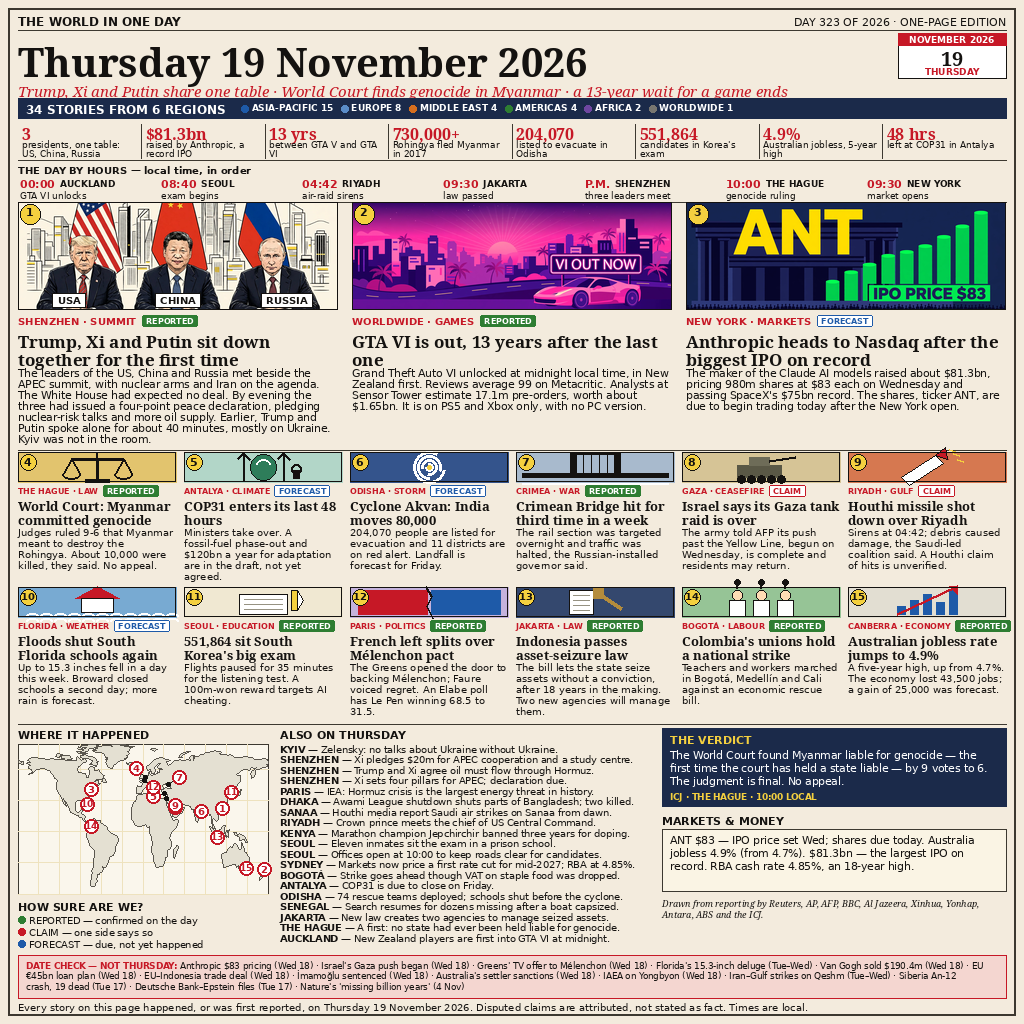 THE WORLD IN ONE DAY
DAY 323 OF 2026 · ONE-PAGE EDITION
Thursday 19 November 2026
NOVEMBER 2026
19
THURSDAY
Trump, Xi and Putin share one table · World Court finds genocide in Myanmar · a 13-year wait for a game ends
34 STORIES FROM 6 REGIONS
ASIA-PACIFIC 15
EUROPE 8
MIDDLE EAST 4
AMERICAS 4
AFRICA 2
WORLDWIDE 1
3
presidents, one table:
US, China, Russia
$81.3bn
raised by Anthropic, a
record IPO
13 yrs
between GTA V and GTA
VI
730,000+
Rohingya fled Myanmar
in 2017
204,070
listed to evacuate in
Odisha
551,864
candidates in Korea's
exam
4.9%
Australian jobless, 5-year
high
48 hrs
left at COP31 in Antalya
THE DAY BY HOURS — local time, in order
00:00 AUCKLAND
GTA VI unlocks
08:40 SEOUL
exam begins
04:42 RIYADH
air-raid sirens
09:30 JAKARTA
law passed
P.M. SHENZHEN
three leaders meet
10:00 THE HAGUE
genocide ruling
09:30 NEW YORK
market opens
1
USA
CHINA
RUSSIA
SHENZHEN · SUMMIT REPORTED
Trump, Xi and Putin sit down
together for the first time
The leaders of the US, China and Russia met beside the
APEC summit, with nuclear arms and Iran on the agenda.
The White House had expected no deal. By evening the
three had issued a four-point peace declaration, pledging
nuclear-risk talks and more oil supply. Earlier, Trump and
Putin spoke alone for about 40 minutes, mostly on Ukraine.
Kyiv was not in the room.
2
VI OUT NOW
WORLDWIDE · GAMES REPORTED
GTA VI is out, 13 years after the last
one
Grand Theft Auto VI unlocked at midnight local time, in New
Zealand first. Reviews average 99 on Metacritic. Analysts at
Sensor Tower estimate 17.1m pre-orders, worth about
$1.65bn. It is on PS5 and Xbox only, with no PC version.
3
ANT
IPO PRICE $83
NEW YORK · MARKETS FORECAST
Anthropic heads to Nasdaq after the
biggest IPO on record
The maker of the Claude AI models raised about $81.3bn,
pricing 980m shares at $83 each on Wednesday and
passing SpaceX's $75bn record. The shares, ticker ANT, are
due to begin trading today after the New York open.
4
THE HAGUE · LAW REPORTED
World Court: Myanmar
committed genocide
Judges ruled 9-6 that Myanmar
meant to destroy the
Rohingya. About 10,000 were
killed, they said. No appeal.
5
ANTALYA · CLIMATE FORECAST
COP31 enters its last 48
hours
Ministers take over. A
fossil-fuel phase-out and
$120bn a year for adaptation
are in the draft, not yet
agreed.
6
ODISHA · STORM FORECAST
Cyclone Akvan: India
moves 80,000
204,070 people are listed for
evacuation and 11 districts are
on red alert. Landfall is
forecast for Friday.
7
CRIMEA · WAR REPORTED
Crimean Bridge hit for
third time in a week
The rail section was targeted
overnight and traffic was
halted, the Russian-installed
governor said.
8
GAZA · CEASEFIRE CLAIM
Israel says its Gaza tank
raid is over
The army told AFP its push
past the Yellow Line, begun on
Wednesday, is complete and
residents may return.
9
RIYADH · GULF CLAIM
Houthi missile shot
down over Riyadh
Sirens at 04:42; debris caused
damage, the Saudi-led
coalition said. A Houthi claim
of hits is unverified.
10
FLORIDA · WEATHER FORECAST
Floods shut South
Florida schools again
Up to 15.3 inches fell in a day
this week. Broward closed
schools a second day; more
rain is forecast.
11
SEOUL · EDUCATION REPORTED
551,864 sit South
Korea's big exam
Flights paused for 35 minutes
for the listening test. A
100m-won reward targets AI
cheating.
12
PARIS · POLITICS REPORTED
French left splits over
Mélenchon pact
The Greens opened the door to
backing Mélenchon; Faure
voiced regret. An Elabe poll
has Le Pen winning 68.5 to
31.5.
13
JAKARTA · LAW REPORTED
Indonesia passes
asset-seizure law
The bill lets the state seize
assets without a conviction,
after 18 years in the making.
Two new agencies will manage
them.
14
BOGOTÁ · LABOUR REPORTED
Colombia's unions hold
a national strike
Teachers and workers marched
in Bogotá, Medellín and Cali
against an economic rescue
bill.
15
CANBERRA · ECONOMY REPORTED
Australian jobless rate
jumps to 4.9%
A five-year high, up from 4.7%.
The economy lost 43,500 jobs;
a gain of 25,000 was forecast.
WHERE IT HAPPENED
4
7
3
12
5
11
10
9
6
1
14
13
15
2
HOW SURE ARE WE?
REPORTED — confirmed on the day
CLAIM — one side says so
FORECAST — due, not yet happened
ALSO ON THURSDAY
KYIV — Zelensky: no talks about Ukraine without Ukraine.
SHENZHEN — Xi pledges $20m for APEC cooperation and a study centre.
SHENZHEN — Trump and Xi agree oil must flow through Hormuz.
SHENZHEN — Xi sets four pillars for APEC; declaration due.
PARIS — IEA: Hormuz crisis is the largest energy threat in history.
DHAKA — Awami League shutdown shuts parts of Bangladesh; two killed.
SANAA — Houthi media report Saudi air strikes on Sanaa from dawn.
RIYADH — Crown prince meets the chief of US Central Command.
KENYA — Marathon champion Jepchirchir banned three years for doping.
SEOUL — Eleven inmates sit the exam in a prison school.
SEOUL — Offices open at 10:00 to keep roads clear for candidates.
SYDNEY — Markets now price a first rate cut for mid-2027; RBA at 4.85%.
BOGOTÁ — Strike goes ahead though VAT on staple food was dropped.
ANTALYA — COP31 is due to close on Friday.
ODISHA — 74 rescue teams deployed; schools shut before the cyclone.
SENEGAL — Search resumes for dozens missing after a boat capsized.
JAKARTA — New law creates two agencies to manage seized assets.
THE HAGUE — A first: no state had ever been held liable for genocide.
AUCKLAND — New Zealand players are first into GTA VI at midnight.
THE VERDICT
The World Court found Myanmar liable for genocide — the
first time the court has held a state liable — by 9 votes to 6.
The judgment is final. No appeal.
ICJ · THE HAGUE · 10:00 LOCAL
MARKETS & MONEY
ANT $83 — IPO price set Wed; shares due today. Australia
jobless 4.9% (from 4.7%). $81.3bn — the largest IPO on
record. RBA cash rate 4.85%, an 18-year high.
Drawn from reporting by Reuters, AP, AFP, BBC, Al Jazeera, Xinhua, Yonhap,
Antara, ABS and the ICJ.
DATE CHECK — NOT THURSDAY: Anthropic $83 pricing (Wed 18) · Israel's Gaza push began (Wed 18) · Greens' TV offer to Mélenchon (Wed 18) · Florida's 15.3-inch deluge (Tue–Wed) · Van Gogh sold $190.4m (Wed 18) · EU
€45bn loan plan (Wed 18) · EU–Indonesia trade deal (Wed 18) · Imamoğlu sentenced (Wed 18) · Australia's settler sanctions (Wed 18) · IAEA on Yongbyon (Wed 18) · Iran–Gulf strikes on Qeshm (Tue–Wed) · Siberia An-12
crash, 19 dead (Tue 17) · Deutsche Bank–Epstein files (Tue 17) · Nature's 'missing billion years' (4 Nov)
Every story on this page happened, or was first reported, on Thursday 19 November 2026. Disputed claims are attributed, not stated as fact. Times are local.